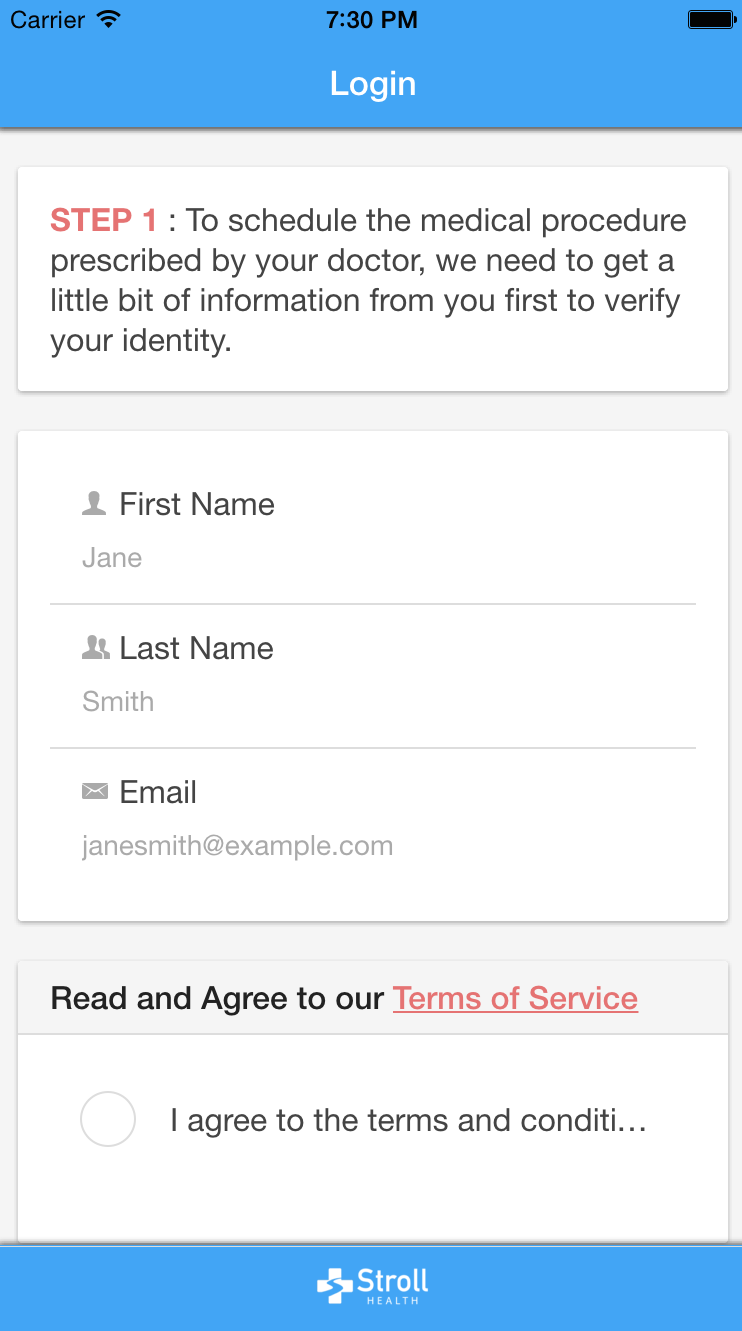 Carrier 7:30 PM
Login
STEP 1 : To schedule the medical procedure
prescribed by your doctor, we need to get a
little bit of information from you first to verify
your identity.
First Name
Jane
Last Name
Smith
Email
janesmith@example.com
Read and Agree to our Terms of Service
I agree to the terms and conditi…
Stroll
HEALTH